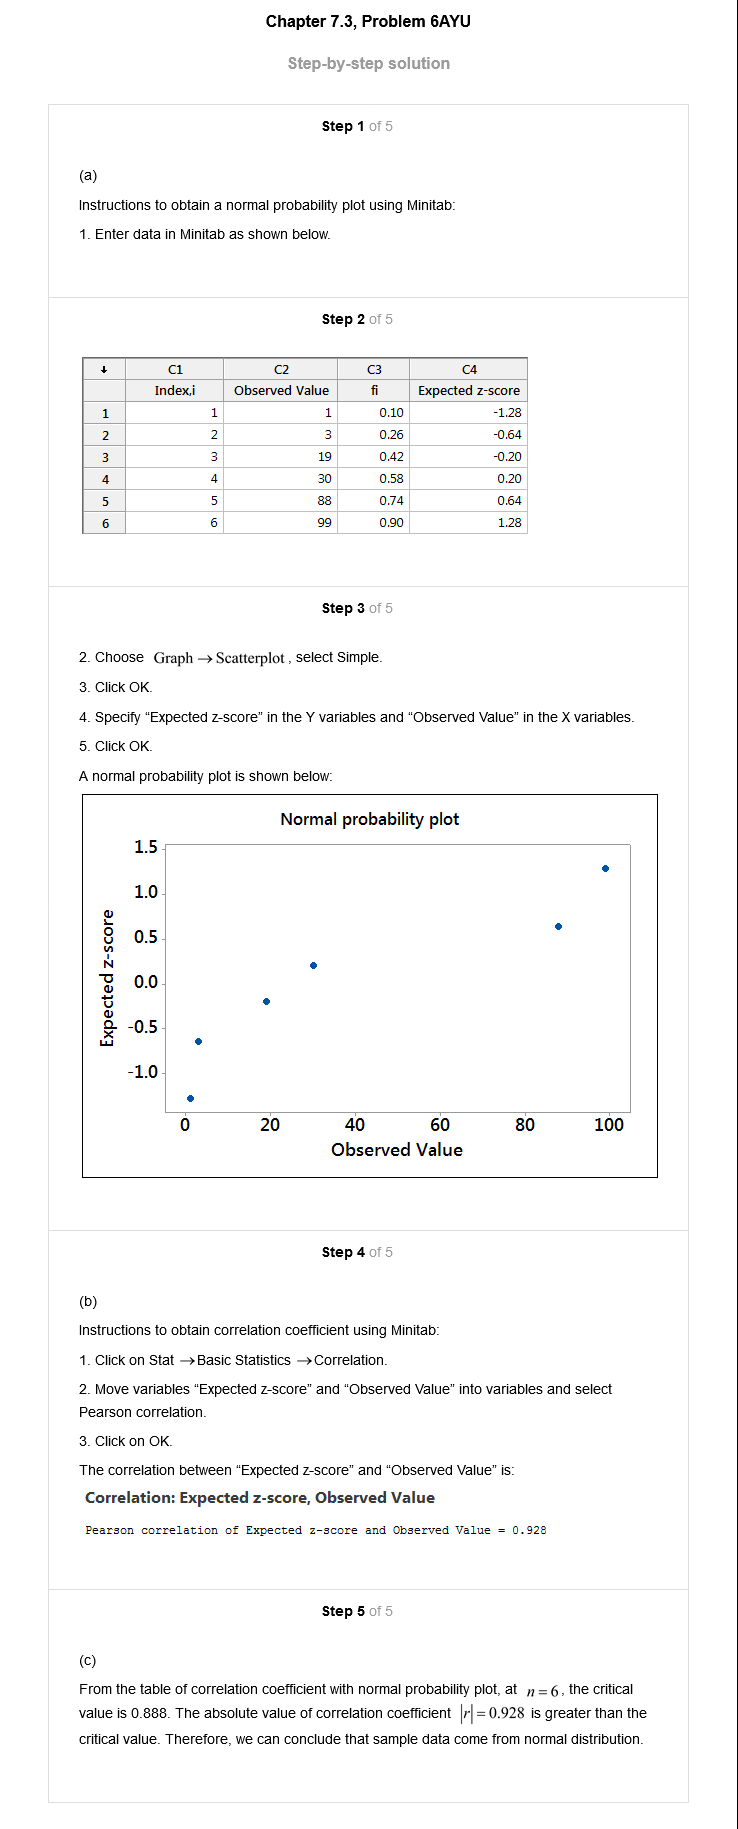 Chapter 7.3, Problem 6AYU
Step-by-step solution
Step 1 of 5
(a)
Instructions to obtain a normal probability plot using Minitab:
1. Enter data in Minitab as shown below.
Step 2 of 5
↓ C1 C2 C3 C4
Index,i Observed Value fi Expected z-score
1 1 1 0.10 -1.28
2 2 3 0.26 -0.64
3 3 19 0.42 -0.20
4 4 30 0.58 0.20
5 5 88 0.74 0.64
6 6 99 0.90 1.28
Step 3 of 5
2. Choose Graph → Scatterplot , select Simple.
3. Click OK.
4. Specify “Expected z-score” in the Y variables and “Observed Value” in the X variables.
5. Click OK.
A normal probability plot is shown below:
Normal probability plot
1.5
1.0
0.5
0.0
-0.5
-1.0
Expected z-score
0 20 40 60 80 100
Observed Value
Step 4 of 5
(b)
Instructions to obtain correlation coefficient using Minitab:
1. Click on Stat →Basic Statistics →Correlation.
2. Move variables “Expected z-score” and “Observed Value” into variables and select
Pearson correlation.
3. Click on OK.
The correlation between “Expected z-score” and “Observed Value” is:
Correlation: Expected z-score, Observed Value
Pearson correlation of Expected z-score and Observed Value = 0.928
Step 5 of 5
(c)
From the table of correlation coefficient with normal probability plot, at n = 6 , the critical
value is 0.888. The absolute value of correlation coefficient |r| = 0.928 is greater than the
critical value. Therefore, we can conclude that sample data come from normal distribution.